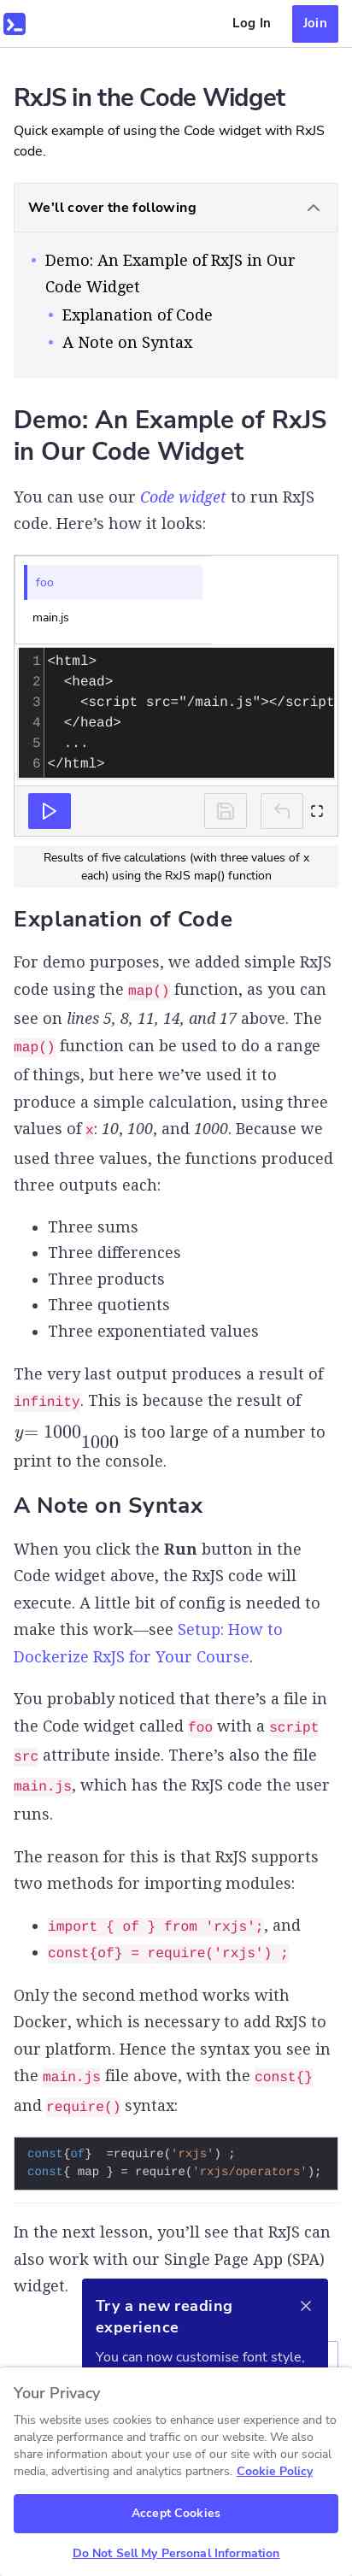 Log In
Join
RxJS in the Code Widget
Quick example of using the Code widget with RxJS
code.
We'll cover the following
Demo: An Example of RxJS in Our
Code Widget
Explanation of Code
A Note on Syntax
Demo: An Example of RxJS
in Our Code Widget
You can use our Code widget to run RxJS
code. Here's how it looks:
foo
main.js
1 <html>
2   <head>
3     <script src="/main.js"></script
4   </head>
5   ...
6 </html>
Results of five calculations (with three values of x
each) using the RxJS map() function
Explanation of Code
For demo purposes, we added simple RxJS
code using the map() function, as you can
see on lines 5, 8, 11, 14, and 17 above. The
map() function can be used to do a range
of things, but here we've used it to
produce a simple calculation, using three
values of x: 10, 100, and 1000. Because we
used three values, the functions produced
three outputs each:
Three sums
Three differences
Three products
Three quotients
Three exponentiated values
The very last output produces a result of
infinity. This is because the result of
y= 1000 1000 is too large of a number to
print to the console.
A Note on Syntax
When you click the Run button in the
Code widget above, the RxJS code will
execute. A little bit of config is needed to
make this work—see Setup: How to
Dockerize RxJS for Your Course.
You probably noticed that there's a file in
the Code widget called foo with a script
src attribute inside. There's also the file
main.js, which has the RxJS code the user
runs.
The reason for this is that RxJS supports
two methods for importing modules:
import { of } from 'rxjs';, and
const{of} = require('rxjs') ;
Only the second method works with
Docker, which is necessary to add RxJS to
our platform. Hence the syntax you see in
the main.js file above, with the const{}
and require() syntax:
const{of}  =require('rxjs') ;
const{ map } = require('rxjs/operators');
In the next lesson, you'll see that RxJS can
also work with our Single Page App (SPA)
widget.
Try a new reading
experience
You can now customise font style,
Your Privacy
This website uses cookies to enhance user experience and to
analyze performance and traffic on our website. We also
share information about your use of our site with our social
media, advertising and analytics partners. Cookie Policy
Accept Cookies
Do Not Sell My Personal Information